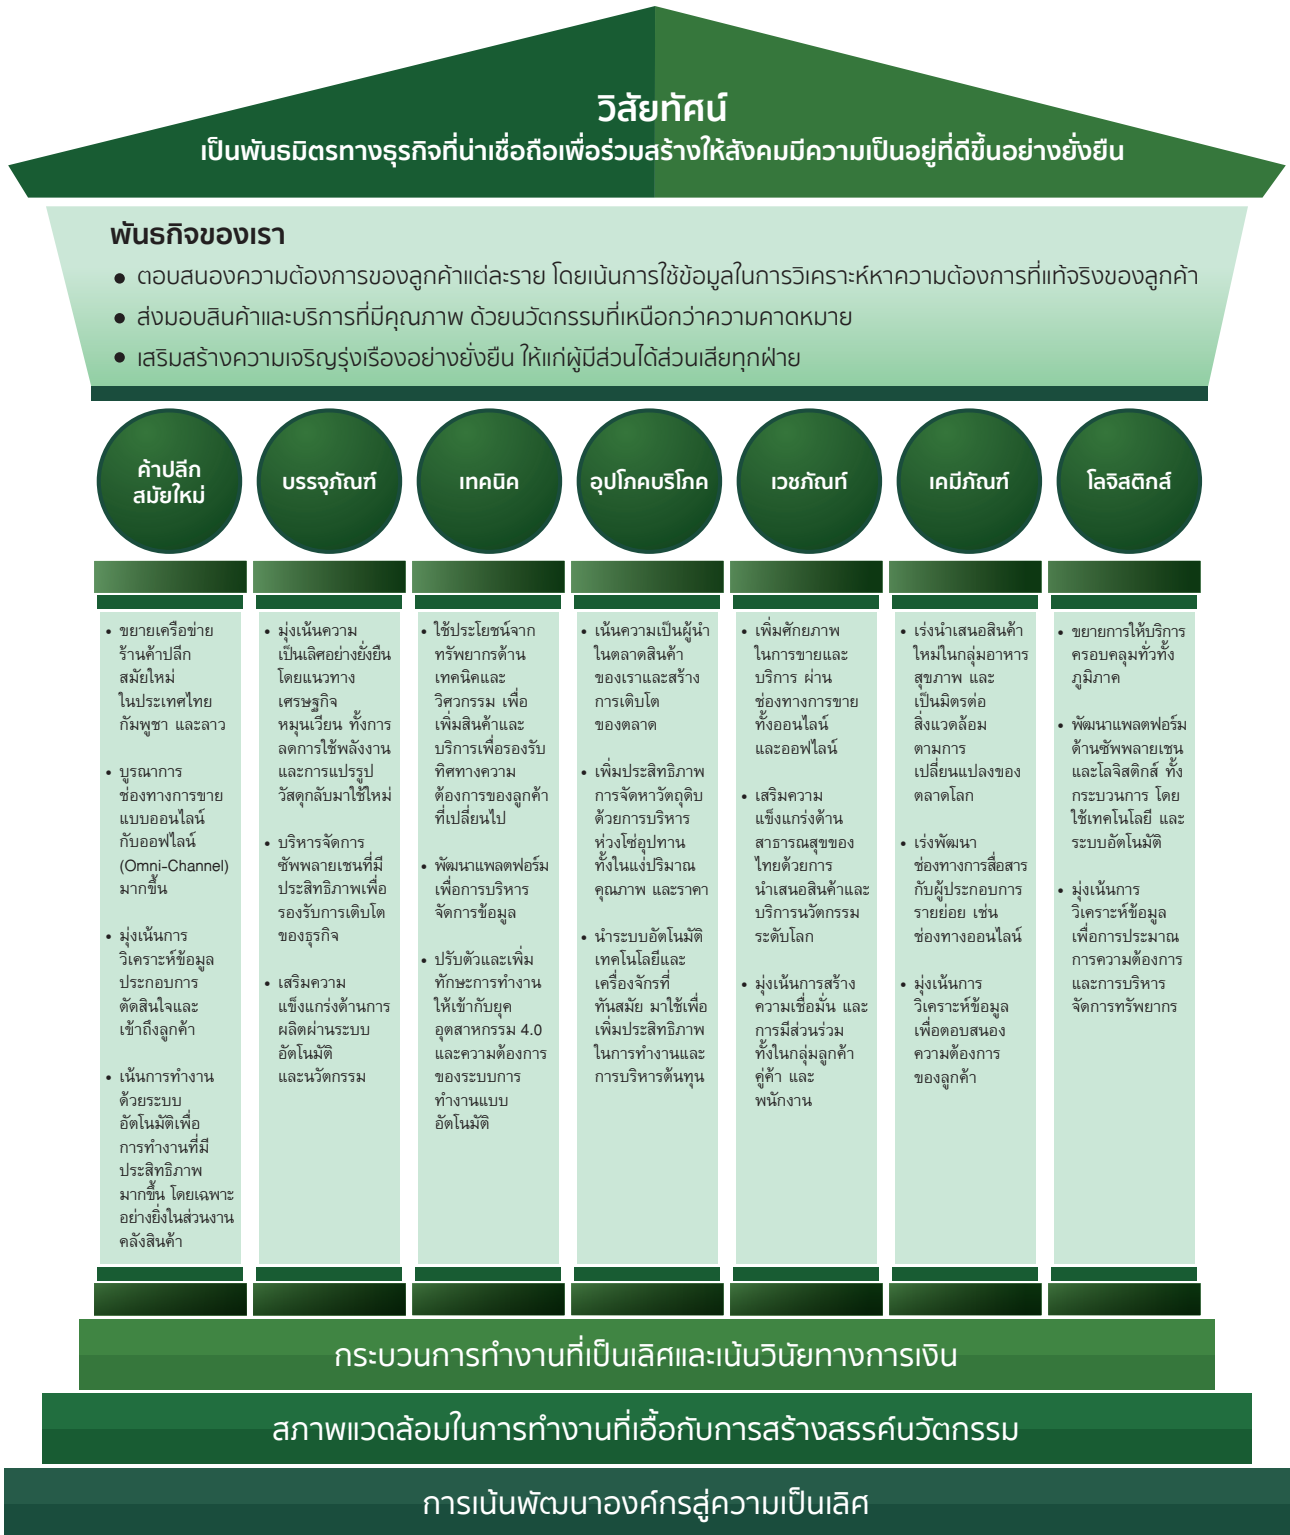 วิสัยทัศน์
เป็นพันธมิตรทางธุรกิจที่น่าเชื่อถือเพื่อร่วมสร้างให้สังคมมีความเป็นอยู่ที่ดีขึ้นอย่างยั่งยืน
พันธกิจของเรา
• ตอบสนองความต้องการของลูกค้าแต่ละราย โดยเน้นการใช้ข้อมูลในการวิเคราะห์หาความต้องการที่แท้จริงของลูกค้า
• ส่งมอบสินค้าและบริการที่มีคุณภาพ ด้วยนวัตกรรมที่เหนือกว่าความคาดหมาย
• เสริมสร้างความเจริญรุ่งเรืองอย่างยั่งยืน ให้แก่ผู้มีส่วนได้ส่วนเสียทุกฝ่าย
ค้าปลีก
สมัยใหม่
• ขยายเครือข่าย
ร้านค้าปลีก
สมัยใหม่
ในประเทศไทย
กัมพูชา และลาว
• บูรณาการ
ช่องทางการขาย
แบบออนไลน์
กับออฟไลน์
(Omni-Channel)
มากขึ้น
• มุ่งเน้นการ
วิเคราะห์ข้อมูล
ประกอบการ
ตัดสินใจและ
เข้าถึงลูกค้า
• เน้นการทำงาน
ด้วยระบบ
อัตโนมัติเพื่อ
การทำงานที่มี
ประสิทธิภาพ
มากขึ้น โดยเฉพาะ
อย่างยิ่งในส่วนงาน
คลังสินค้า
บรรจุภัณฑ์
• มุ่งเน้นความ
เป็นเลิศอย่างยั่งยืน
โดยแนวทาง
เศรษฐกิจ
หมุนเวียน ทั้งการ
ลดการใช้พลังงาน
และการแปรรูป
วัสดุกลับมาใช้ใหม่
• บริหารจัดการ
ซัพพลายเชนที่มี
ประสิทธิภาพเพื่อ
รองรับการเติบโต
ของธุรกิจ
• เสริมความ
แข็งแกร่งด้านการ
ผลิตผ่านระบบ
อัตโนมัติ
และนวัตกรรม
เทคนิค
• ใช้ประโยชน์จาก
ทรัพยากรด้าน
เทคนิคและ
วิศวกรรม เพื่อ
เพิ่มสินค้าและ
บริการเพื่อรองรับ
ทิศทางความ
ต้องการของลูกค้า
ที่เปลี่ยนไป
• พัฒนาแพลตฟอร์ม
เพื่อการบริหาร
จัดการข้อมูล
• ปรับตัวและเพิ่ม
ทักษะการทำงาน
ให้เข้ากับยุค
อุตสาหกรรม 4.0
และความต้องการ
ของระบบการ
ทำงานแบบ
อัตโนมัติ
อุปโภคบริโภค
• เน้นความเป็นผู้นำ
ในตลาดสินค้า
ของเราและสร้าง
การเติบโต
ของตลาด
• เพิ่มประสิทธิภาพ
การจัดหาวัตถุดิบ
ด้วยการบริหาร
ห่วงโซ่อุปทาน
ทั้งในแง่ปริมาณ
คุณภาพ และราคา
• นำระบบอัตโนมัติ
เทคโนโลยีและ
เครื่องจักรที่
ทันสมัย มาใช้เพื่อ
เพิ่มประสิทธิภาพ
ในการทำงานและ
การบริหารต้นทุน
เวชภัณฑ์
• เพิ่มศักยภาพ
ในการขายและ
บริการ ผ่าน
ช่องทางการขาย
ทั้งออนไลน์
และออฟไลน์
• เสริมความ
แข็งแกร่งด้าน
สาธารณสุขของ
ไทยด้วยการ
นำเสนอสินค้าและ
บริการนวัตกรรม
ระดับโลก
• มุ่งเน้นการสร้าง
ความเชื่อมั่น และ
การมีส่วนร่วม
ทั้งในกลุ่มลูกค้า
คู่ค้า และ
พนักงาน
เคมีภัณฑ์
• เร่งนำเสนอสินค้า
ใหม่ในกลุ่มอาหาร
สุขภาพ และ
เป็นมิตรต่อ
สิ่งแวดล้อม
ตามการ
เปลี่ยนแปลงของ
ตลาดโลก
• เร่งพัฒนา
ช่องทางการสื่อสาร
กับผู้ประกอบการ
รายย่อย เช่น
ช่องทางออนไลน์
• มุ่งเน้นการ
วิเคราะห์ข้อมูล
เพื่อตอบสนอง
ความต้องการ
ของลูกค้า
โลจิสติกส์
• ขยายการให้บริการ
ครอบคลุมทั่วทั้ง
ภูมิภาค
• พัฒนาแพลตฟอร์ม
ด้านซัพพลายเชน
และโลจิสติกส์ ทั้ง
กระบวนการ โดย
ใช้เทคโนโลยี และ
ระบบอัตโนมัติ
• มุ่งเน้นการ
วิเคราะห์ข้อมูล
เพื่อการประมาณ
การความต้องการ
และการบริหาร
จัดการทรัพยากร
กระบวนการทำงานที่เป็นเลิศและเน้นวินัยทางการเงิน
สภาพแวดล้อมในการทำงานที่เอื้อกับการสร้างสรรค์นวัตกรรม
การเน้นพัฒนาองค์กรสู่ความเป็นเลิศ